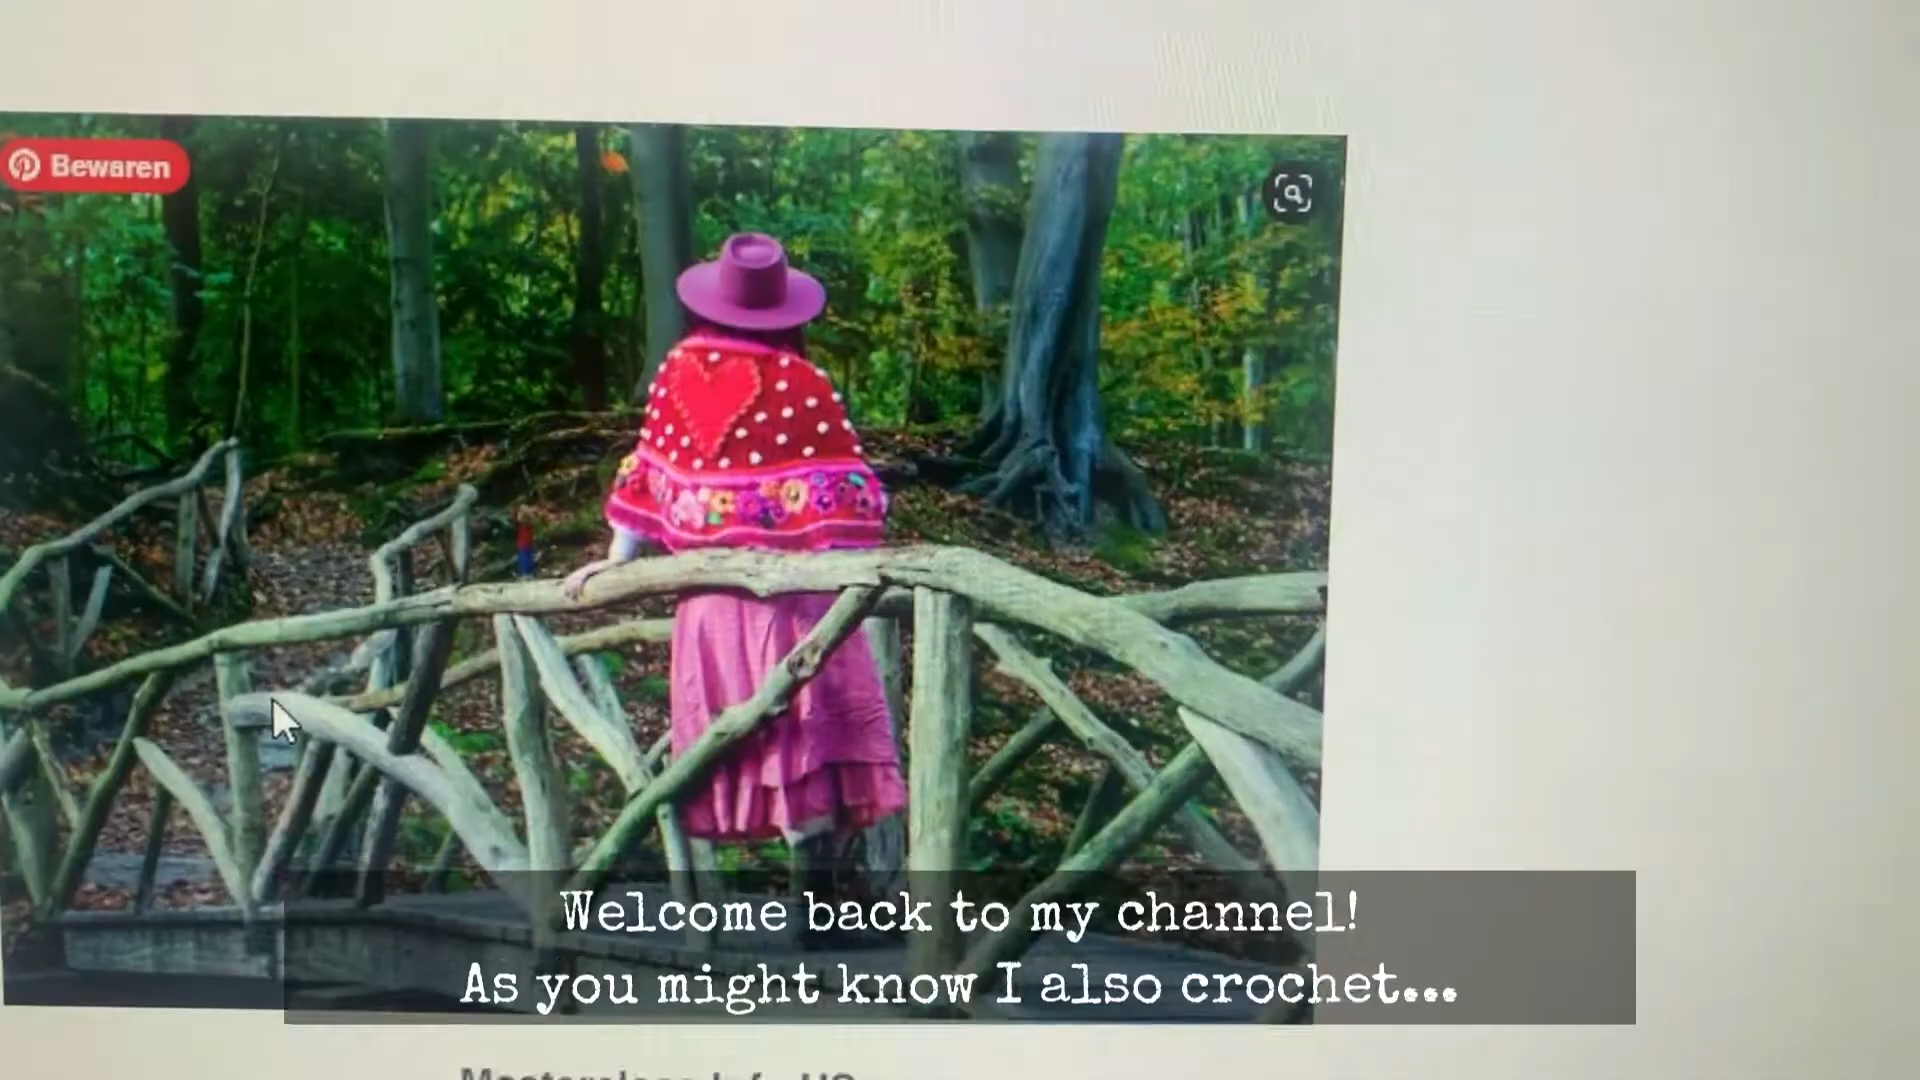 Bewaren
Welcome back to my channel!
As you might know I also crochet...